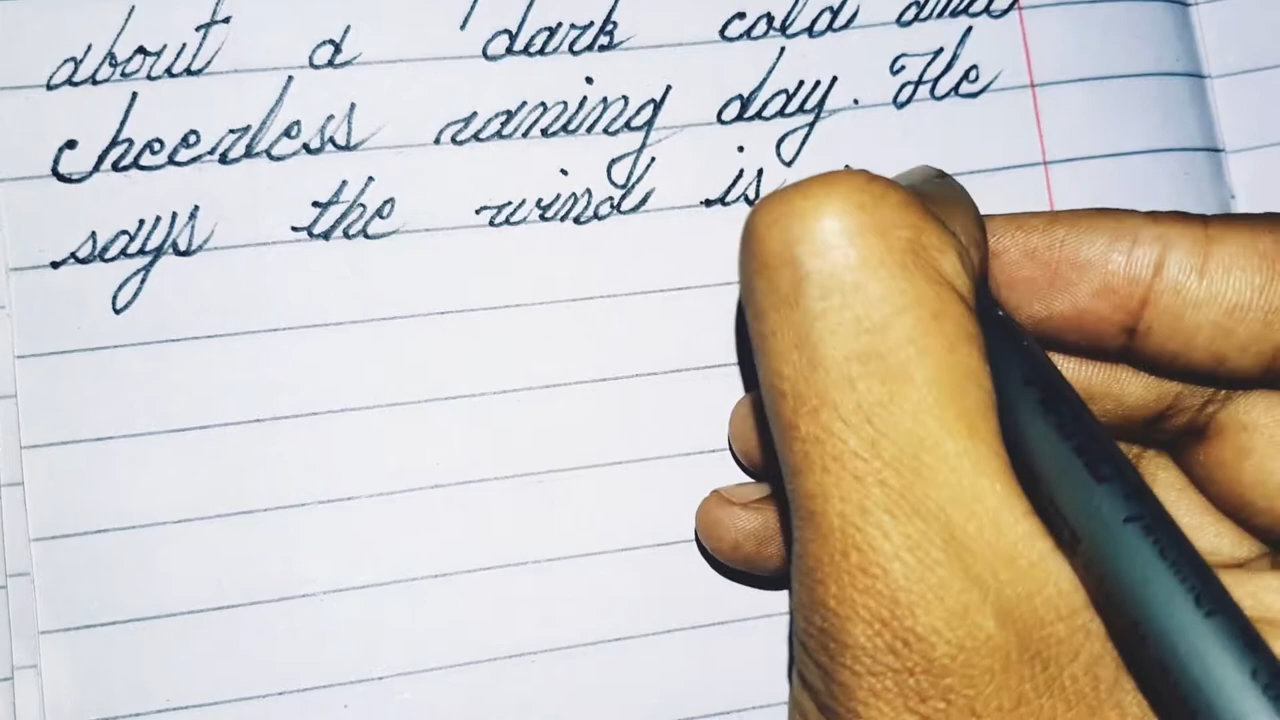 about a dark cold and
cheerless raning day. He
says the wind is